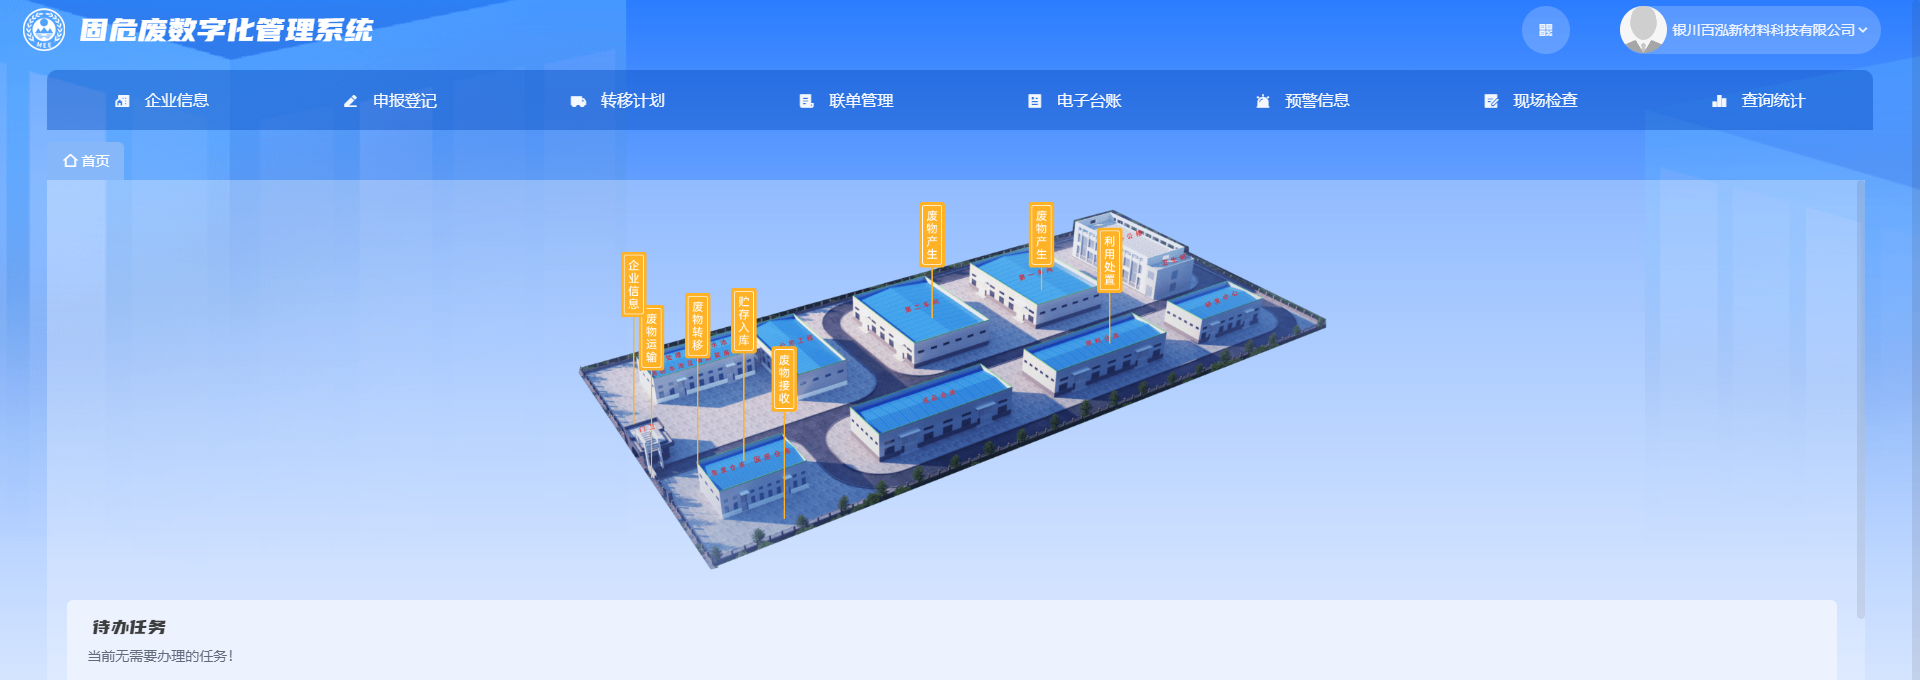 固危废数字化管理系统
MEE
银川百泓新材料科技有限公司
企业信息
申报登记
转移计划
联单管理
电子台账
预警信息
现场检查
查询统计
首页
废物产生
废物产生
利用处置
企业信息
废物运输
废物转移
贮存入库
废物接收
待办任务
当前无需要办理的任务!